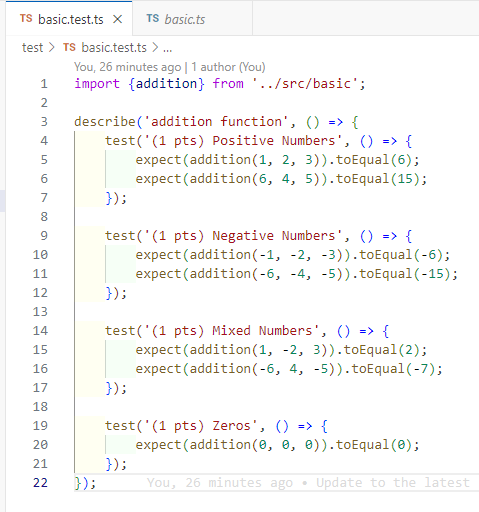 TS basic.test.ts × TS basic.ts
test > TS basic.test.ts > ...
You, 26 minutes ago | 1 author (You)
1 import {addition} from '../src/basic';
2
3 describe('addition function', () => {
4 test('(1 pts) Positive Numbers', () => {
5 expect(addition(1, 2, 3)).toEqual(6);
6 expect(addition(6, 4, 5)).toEqual(15);
7 });
8
9 test('(1 pts) Negative Numbers', () => {
10 expect(addition(-1, -2, -3)).toEqual(-6);
11 expect(addition(-6, -4, -5)).toEqual(-15);
12 });
13
14 test('(1 pts) Mixed Numbers', () => {
15 expect(addition(1, -2, 3)).toEqual(2);
16 expect(addition(-6, 4, -5)).toEqual(-7);
17 });
18
19 test('(1 pts) Zeros', () => {
20 expect(addition(0, 0, 0)).toEqual(0);
21 });
22 }); You, 26 minutes ago • Update to the latest